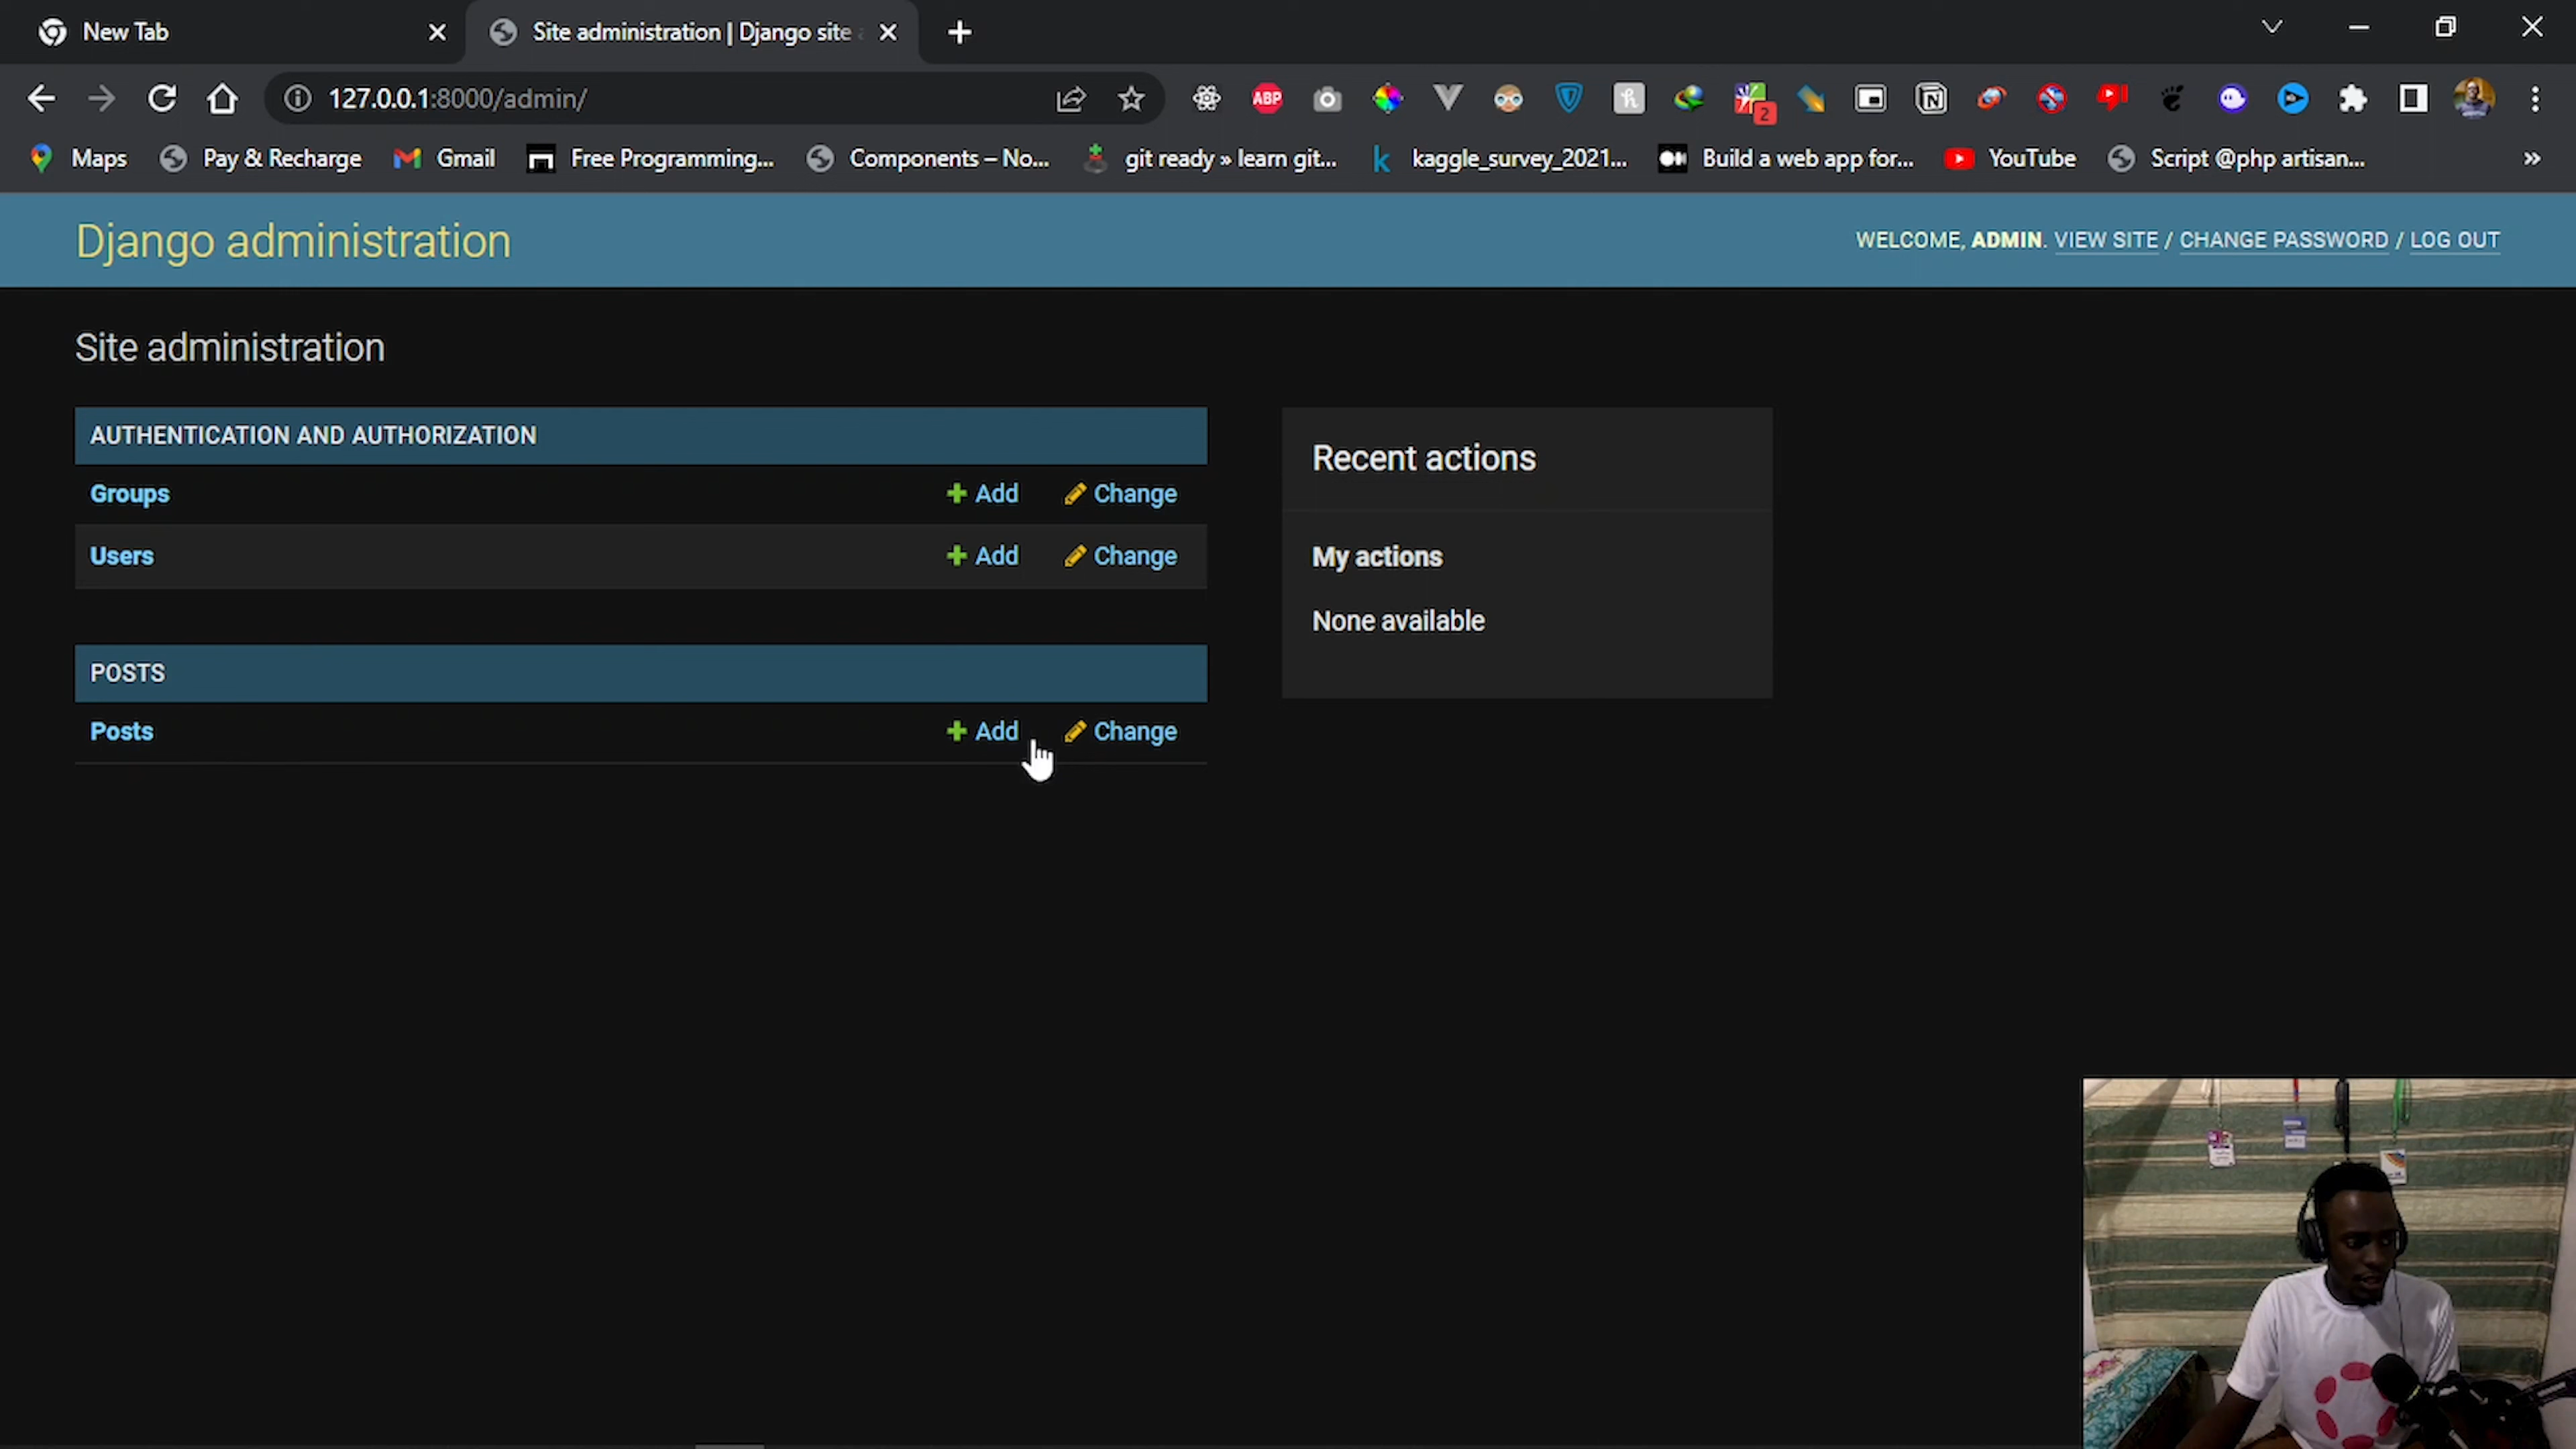 New Tab
Site administration | Django site
127.0.0.1:8000/admin/
ABP
2
Maps
Pay & Recharge
Gmail
Free Programming...
Components – No...
git ready » learn git...
kaggle_survey_2021...
Build a web app for...
YouTube
Script @php artisan...
»
Django administration
WELCOME, ADMIN. VIEW SITE / CHANGE PASSWORD / LOG OUT
Site administration
AUTHENTICATION AND AUTHORIZATION
Groups Add Change
Users Add Change
POSTS
Posts Add Change
Recent actions
My actions
None available